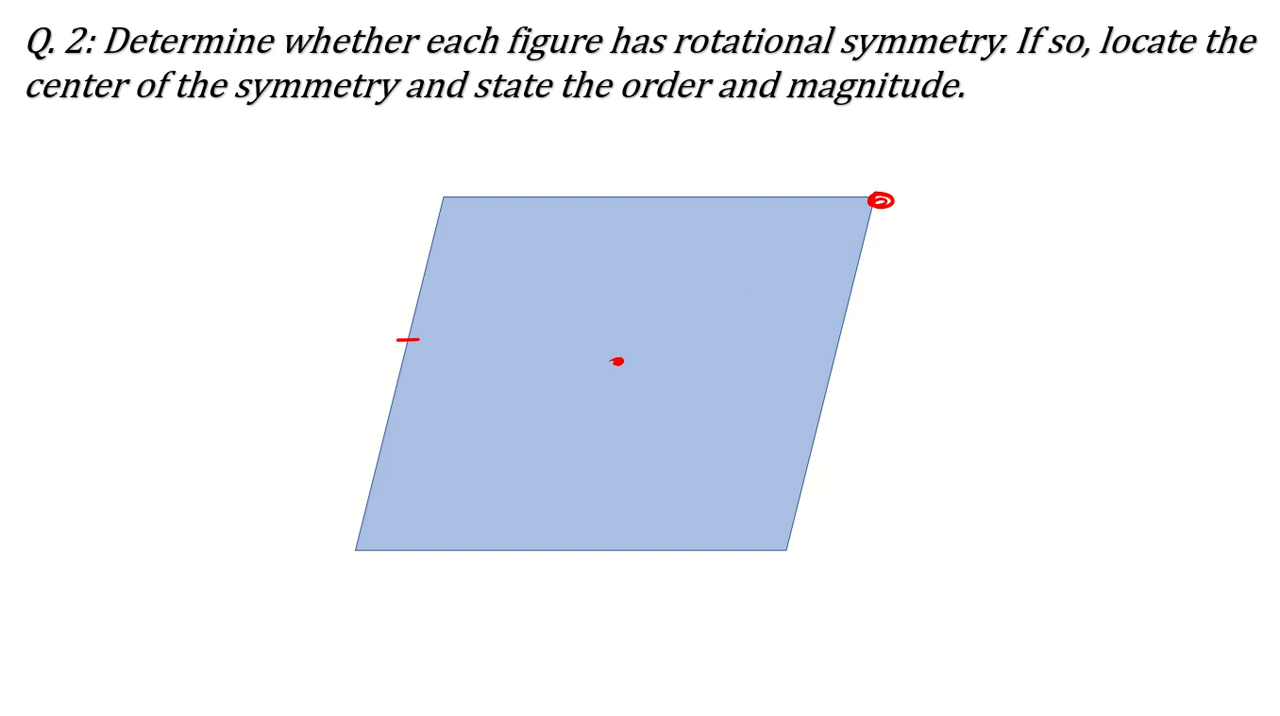 Q. 2: Determine whether each figure has rotational symmetry. If so, locate the
center of the symmetry and state the order and magnitude.